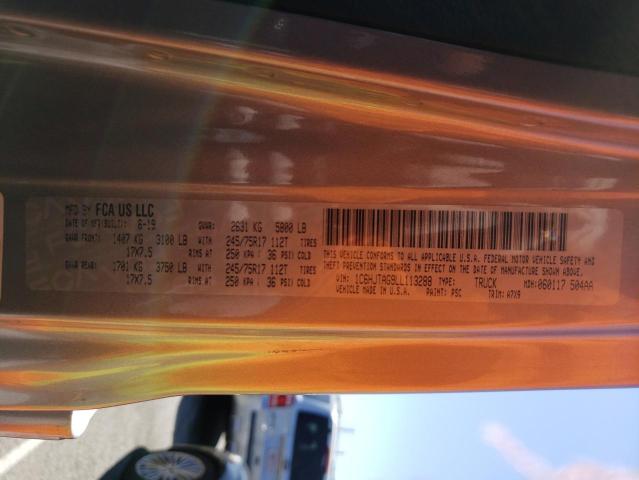 MFD BY FCA US LLC
DATE OF MFR(BUILT): 6-19 GVWR: 2631 KG 5800 LB
GAWR FRONT: 1407 KG 3100 LB WITH 245/75R17 112T TIRES
17X7.5 RIMS AT 250 KPA( 36 PSI) COLD
GAWR REAR: 1701 KG 3750 LB WITH 245/75R17 112T TIRES
17X7.5 RIMS AT 250 KPA( 36 PSI) COLD
THIS VEHICLE CONFORMS TO ALL APPLICABLE U.S.A. FEDERAL MOTOR VEHICLE SAFETY AND
THEFT PREVENTION STANDARDS IN EFFECT ON THE DATE OF MANUFACTURE SHOWN ABOVE.
VIN: 1C6HJTAG9LL113288 TYPE: TRUCK MDH: 060117 504AA
VEHICLE MADE IN U.S.A. PAINT: PSC TRIM: A7X9